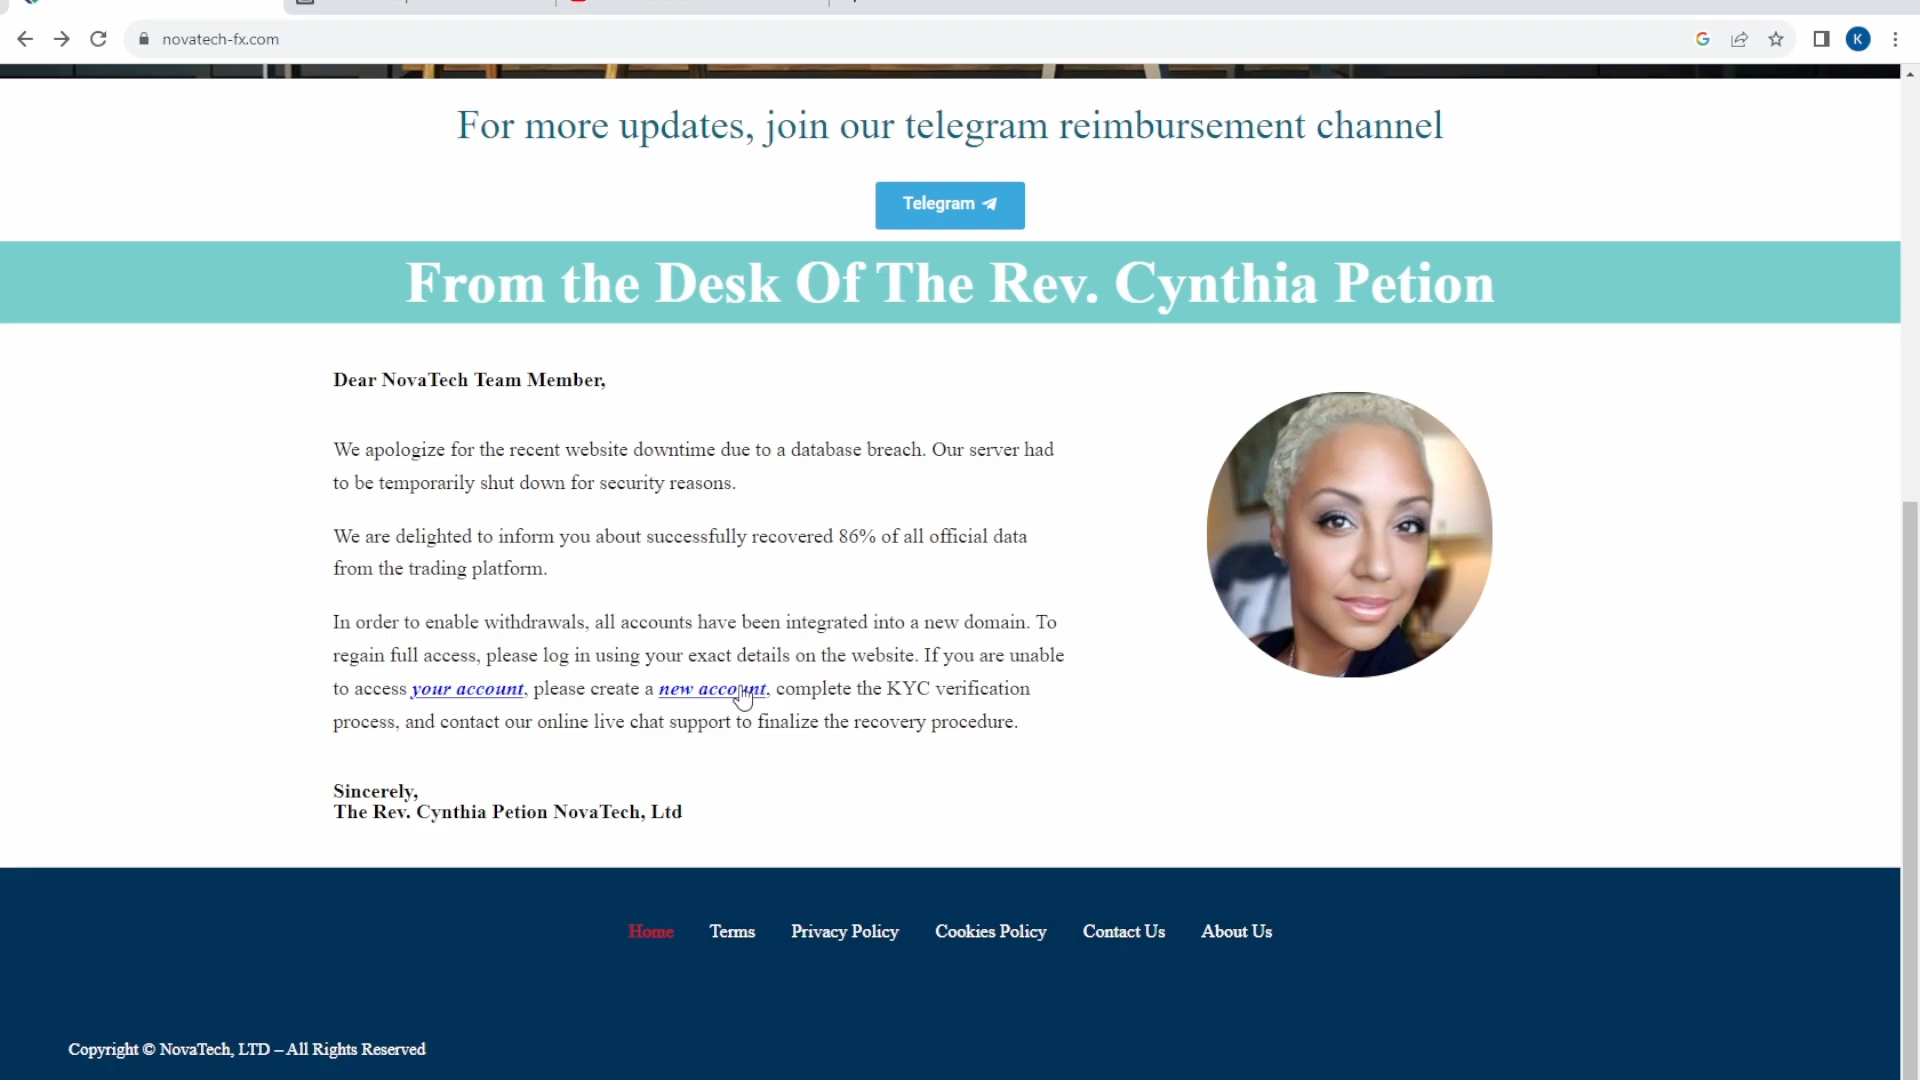 novatech-fx.com
K
For more updates, join our telegram reimbursement channel
Telegram
From the Desk Of The Rev. Cynthia Petion
Dear NovaTech Team Member,
We apologize for the recent website downtime due to a database breach. Our server had
to be temporarily shut down for security reasons.
We are delighted to inform you about successfully recovered 86% of all official data
from the trading platform.
In order to enable withdrawals, all accounts have been integrated into a new domain. To
regain full access, please log in using your exact details on the website. If you are unable
to access your account, please create a new account, complete the KYC verification
process, and contact our online live chat support to finalize the recovery procedure.
Sincerely,
The Rev. Cynthia Petion NovaTech, Ltd
Home Terms Privacy Policy Cookies Policy Contact Us About Us
Copyright © NovaTech, LTD – All Rights Reserved